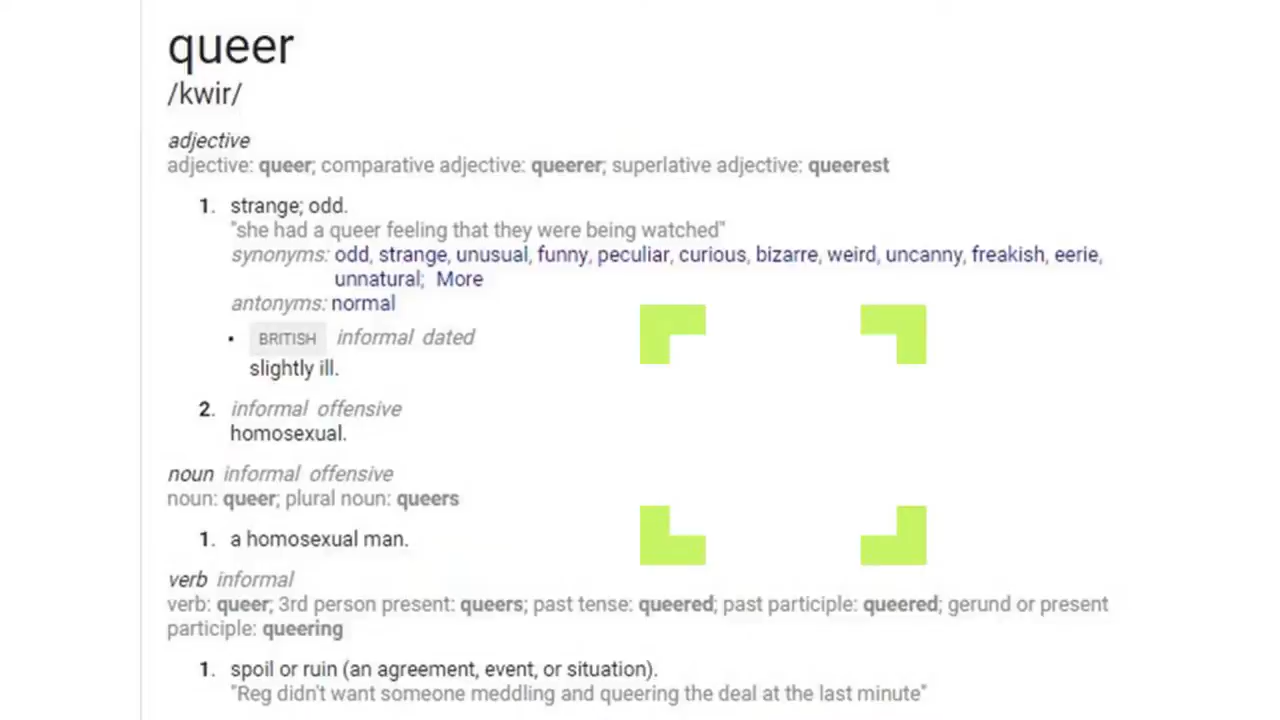 queer
/kwir/
adjective
adjective: queer; comparative adjective: queerer; superlative adjective: queerest
1. strange; odd.
"she had a queer feeling that they were being watched"
synonyms: odd, strange, unusual, funny, peculiar, curious, bizarre, weird, uncanny, freakish, eerie,
unnatural; More
antonyms: normal
• BRITISH informal dated
slightly ill.
2. informal offensive
homosexual.
noun informal offensive
noun: queer; plural noun: queers
1. a homosexual man.
verb informal
verb: queer; 3rd person present: queers; past tense: queered; past participle: queered; gerund or present
participle: queering
1. spoil or ruin (an agreement, event, or situation).
"Reg didn't want someone meddling and queering the deal at the last minute"